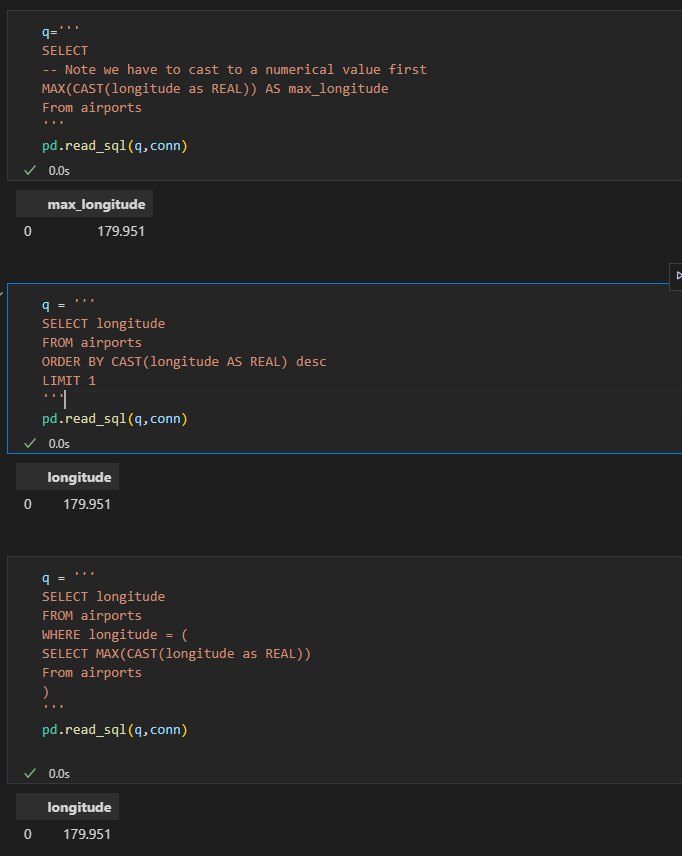 q='''
SELECT
-- Note we have to cast to a numerical value first
MAX(CAST(longitude as REAL)) AS max_longitude
From airports
'''
pd.read_sql(q,conn)
0.0s
max_longitude
0 179.951
q = '''
SELECT longitude
FROM airports
ORDER BY CAST(longitude AS REAL) desc
LIMIT 1
'''
pd.read_sql(q,conn)
0.0s
longitude
0 179.951
q = '''
SELECT longitude
FROM airports
WHERE longitude = (
SELECT MAX(CAST(longitude as REAL))
From airports
)
'''
pd.read_sql(q,conn)
0.0s
longitude
0 179.951